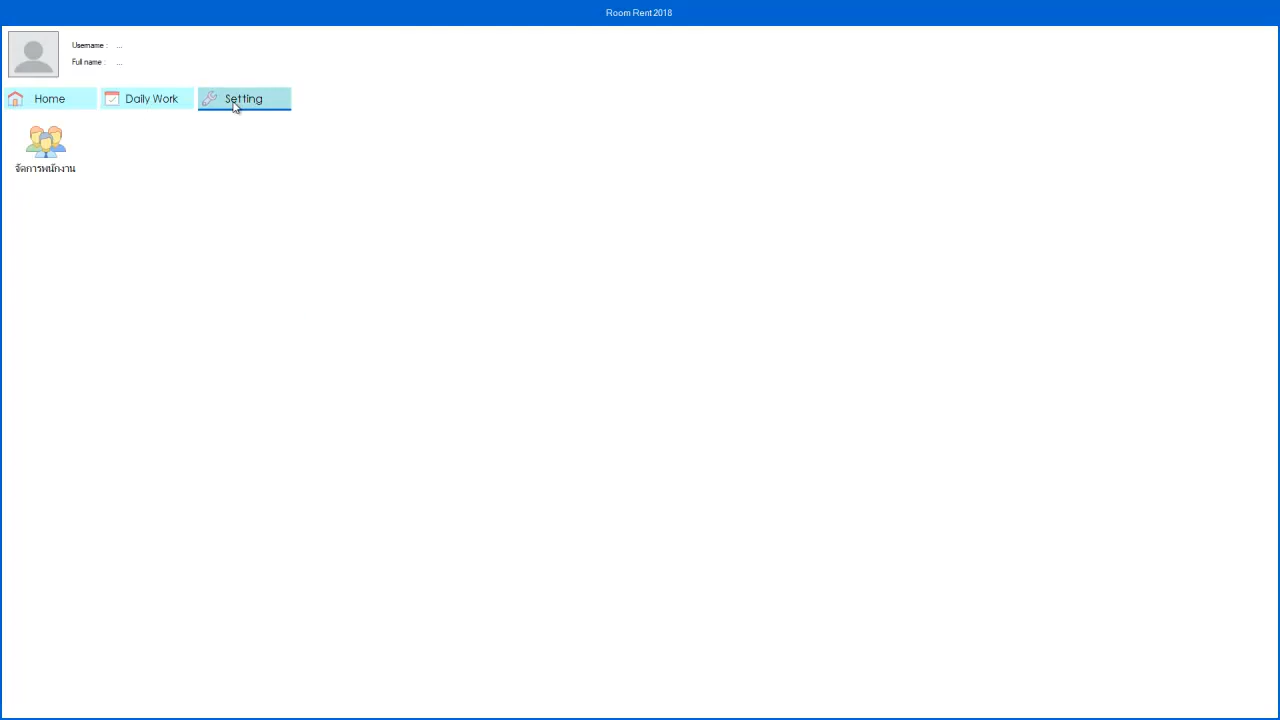 Room Rent 2018
Username : ...
Full name : ...
Home
Daily Work
Setting
จัดการพนักงาน